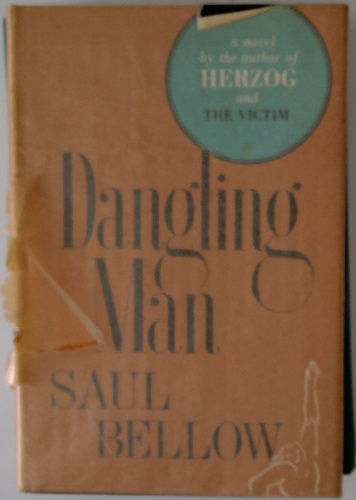 a novel
by the author of
HERZOG
and
THE VICTIM
Dangling
Man
SAUL
BELLOW